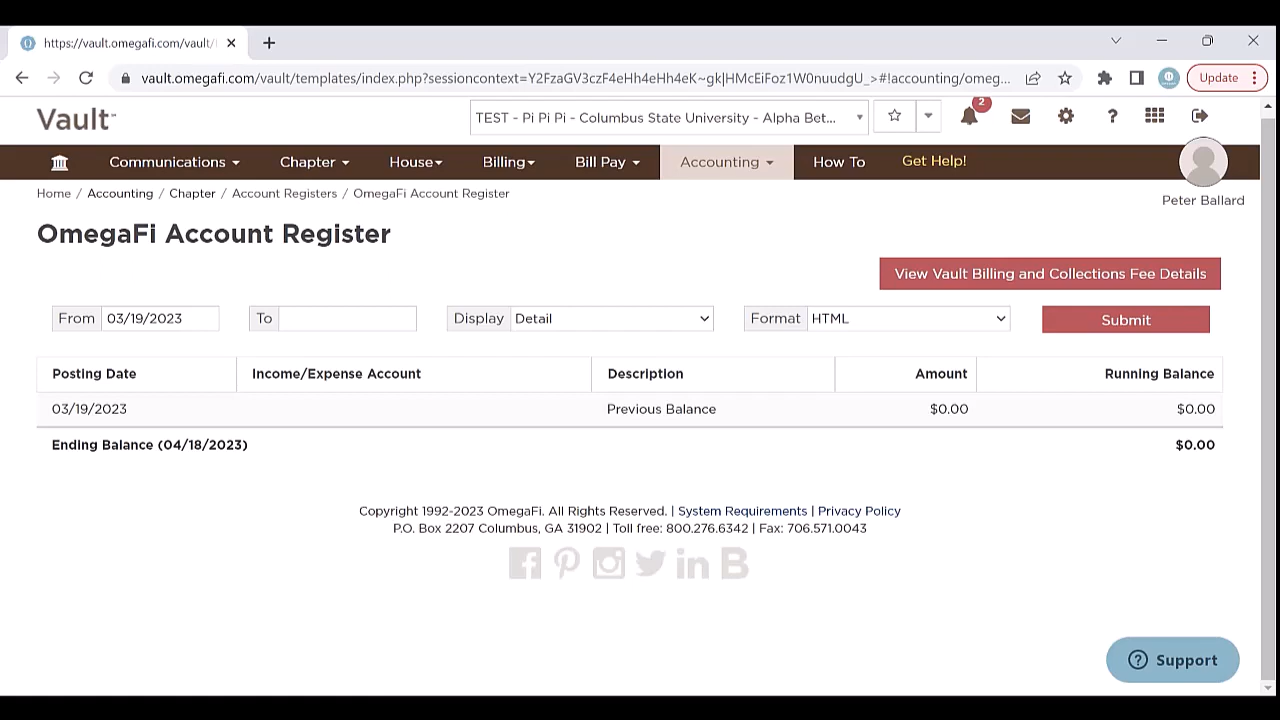 https://vault.omegafi.com/vault/
vault.omegafi.com/vault/templates/index.php?sessioncontext=Y2FzaGV3czF4eHh4eHh4eK~gk|HMcEiFoz1W0nuudgU_>#!accounting/omeg...
Update
Vault
TEST - Pi Pi Pi - Columbus State University - Alpha Bet...
2
Communications Chapter House Billing Bill Pay Accounting How To Get Help!
Peter Ballard
Home / Accounting / Chapter / Account Registers / OmegaFi Account Register
OmegaFi Account Register
View Vault Billing and Collections Fee Details
From 03/19/2023 To Display Detail Format HTML Submit
Posting Date Income/Expense Account Description Amount Running Balance
03/19/2023 Previous Balance $0.00 $0.00
Ending Balance (04/18/2023) $0.00
Copyright 1992-2023 OmegaFi. All Rights Reserved. | System Requirements | Privacy Policy
P.O. Box 2207 Columbus, GA 31902 | Toll free: 800.276.6342 | Fax: 706.571.0043
? Support